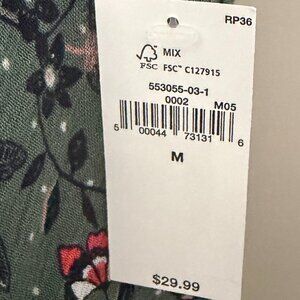 RP36
MIX
FSC FSC™ C127915
553055-03-1
0002 M05
5 00044 73131 6
M
$29.99